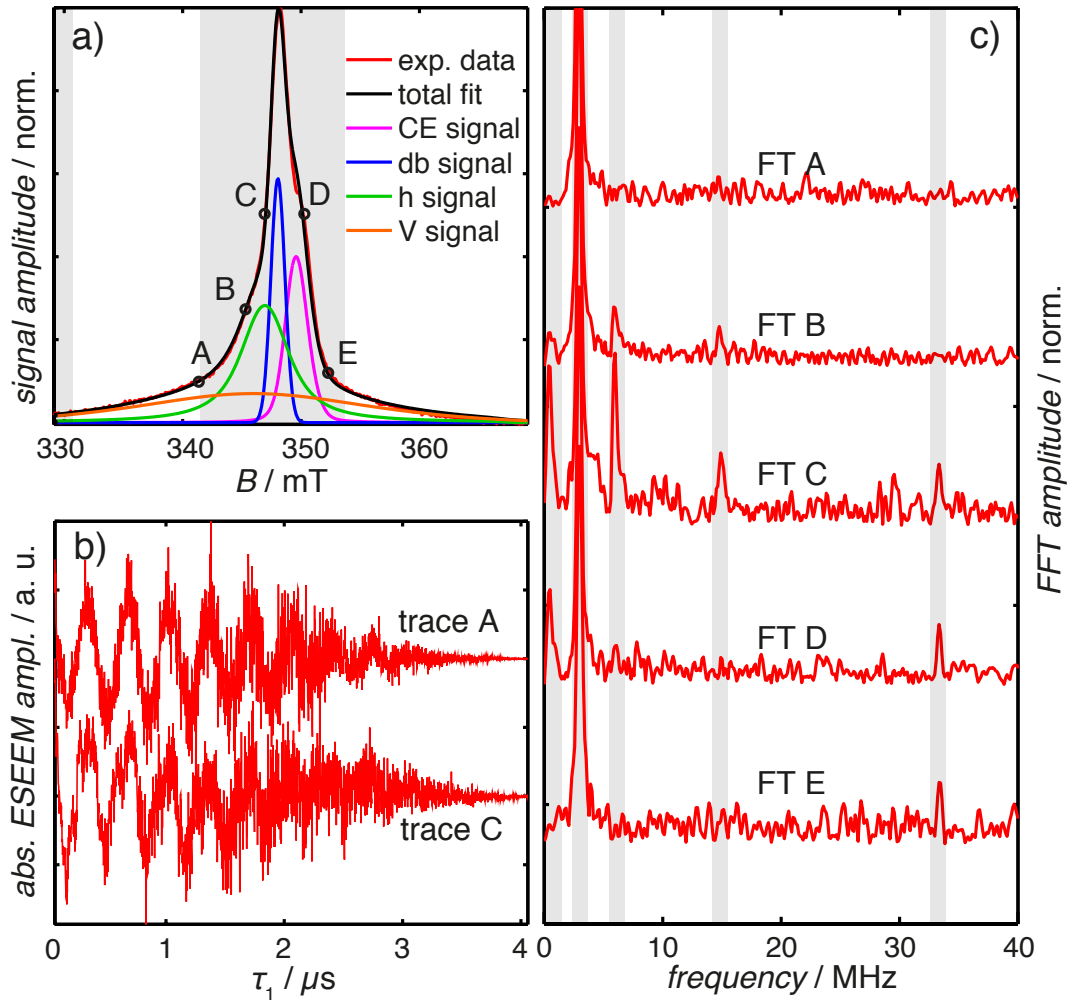 a)
exp. data
total fit
CE signal
db signal
h signal
V signal
C
D
B
A
E
signal amplitude / norm.
330
340
350
360
B / mT
b)
trace A
trace C
abs. ESEEM ampl. / a. u.
0
1
2
3
4
τ1 / μs
c)
FT A
FT B
FT C
FT D
FT E
FFT amplitude / norm.
0
10
20
30
40
frequency / MHz